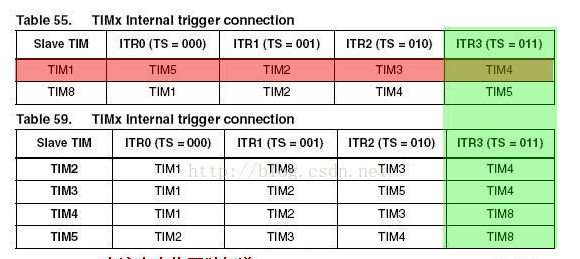 Table 55. TIMx Internal trigger connection
Slave TIM ITR0 (TS = 000) ITR1 (TS = 001) ITR2 (TS = 010) ITR3 (TS = 011)
TIM1 TIM5 TIM2 TIM3 TIM4
TIM8 TIM1 TIM2 TIM4 TIM5
Table 59. TIMx Internal trigger connection
Slave TIM ITR0 (TS = 000) ITR1 (TS = 001) ITR2 (TS = 010) ITR3 (TS = 011)
TIM2 TIM1 TIM8 TIM3 TIM4
http://blog.csdn.net
TIM3 TIM1 TIM2 TIM5 TIM4
TIM4 TIM1 TIM2 TIM3 TIM8
TIM5 TIM2 TIM3 TIM4 TIM8